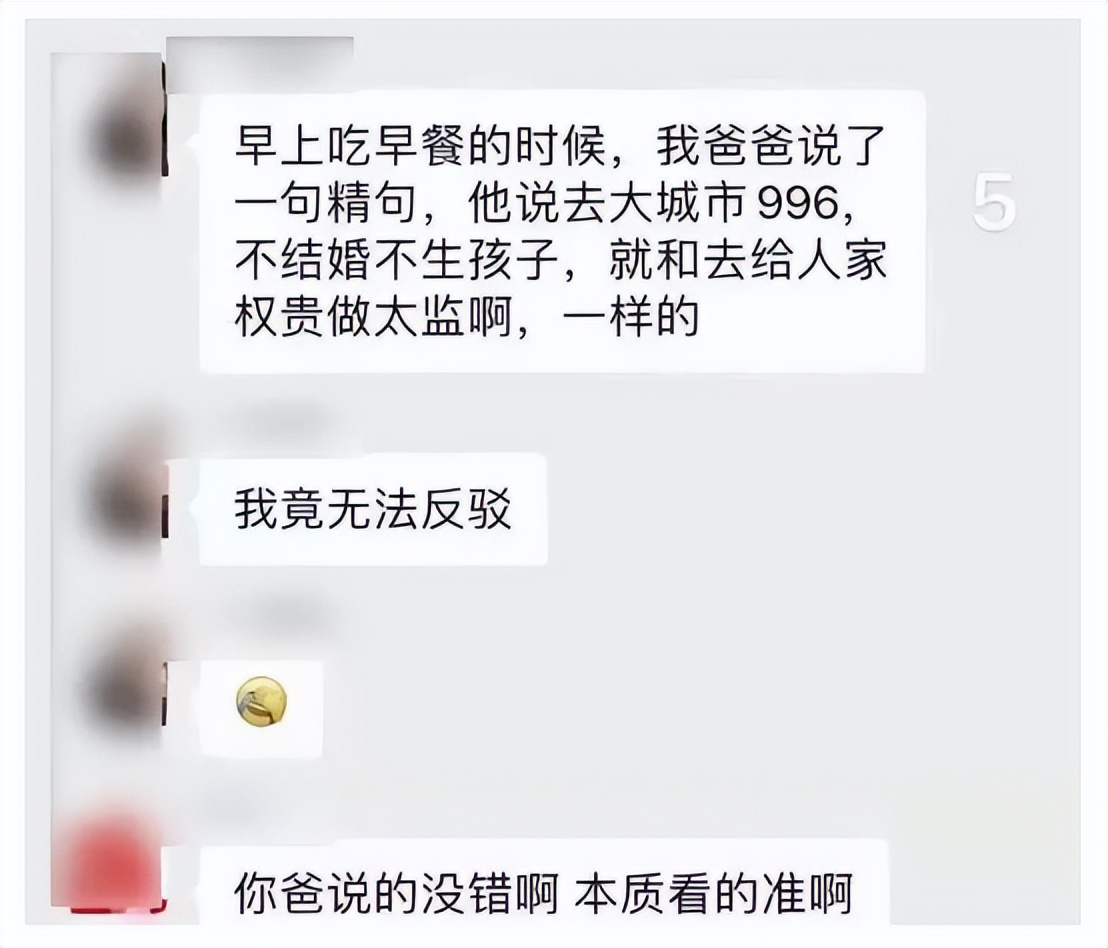 早上吃早餐的时候，我爸爸说了
一句精句，他说去大城市996，
不结婚不生孩子，就和去给人家
权贵做太监啊，一样的
5
我竟无法反驳
你爸说的没错啊 本质看的准啊